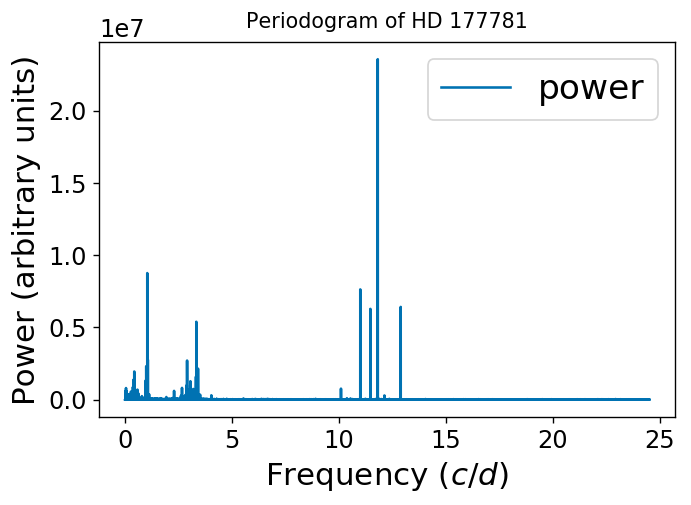 Periodogram of HD 177781
1e7
power
Power (arbitrary units)
2.0
1.5
1.0
0.5
0.0
0 5 10 15 20 25
Frequency (c/d)